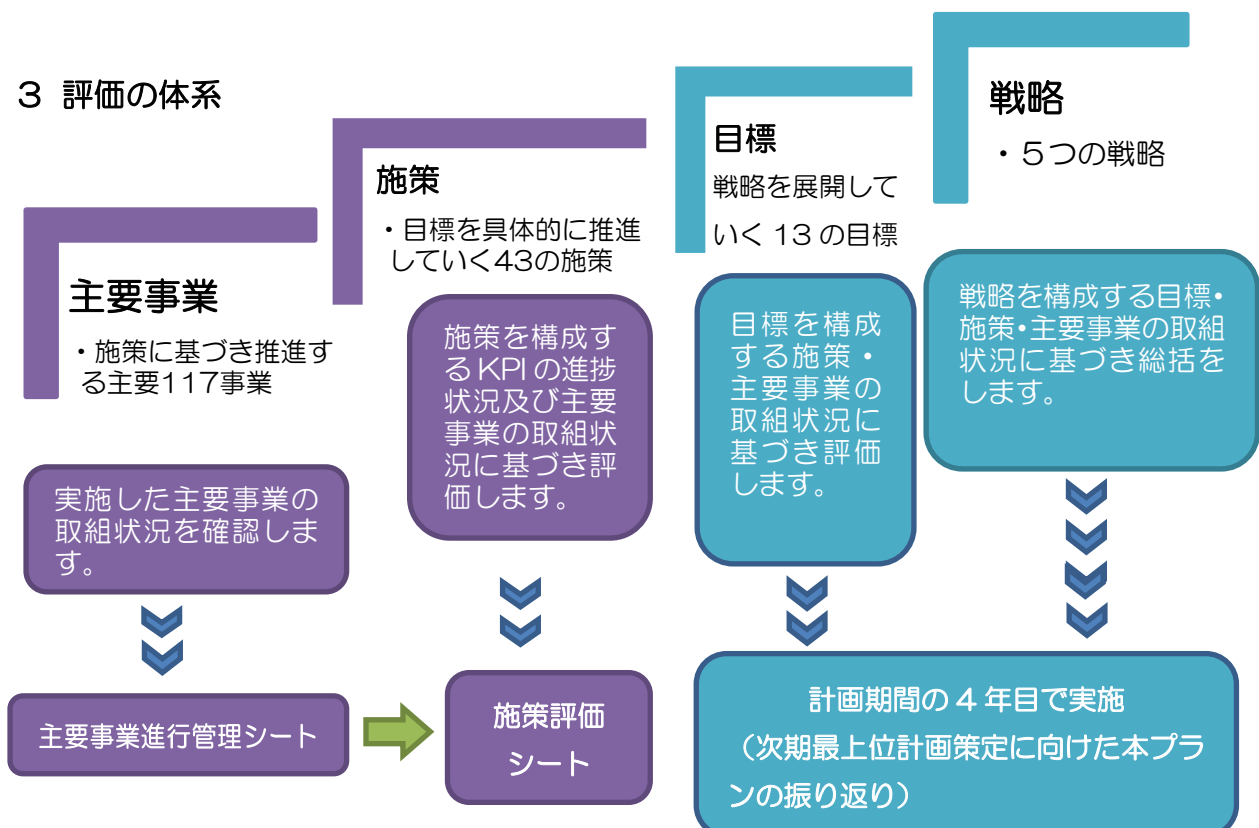 3 評価の体系
主要事業
・施策に基づき推進す
る主要117事業
実施した主要事業の
取組状況を確認しま
す。
主要事業進行管理シート
施策
・目標を具体的に推進
していく43の施策
施策を構成す
るKPIの進捗
状況及び主要
事業の取組状
況に基づき評
価します。
施策評価
シート
目標
戦略を展開して
いく 13 の目標
目標を構成
する施策・
主要事業の
取組状況に
基づき評価
します。
戦略
・５つの戦略
戦略を構成する目標・
施策・主要事業の取組
状況に基づき総括を
します。
計画期間の 4 年目で実施
（次期最上位計画策定に向けた本プラ
ンの振り返り）